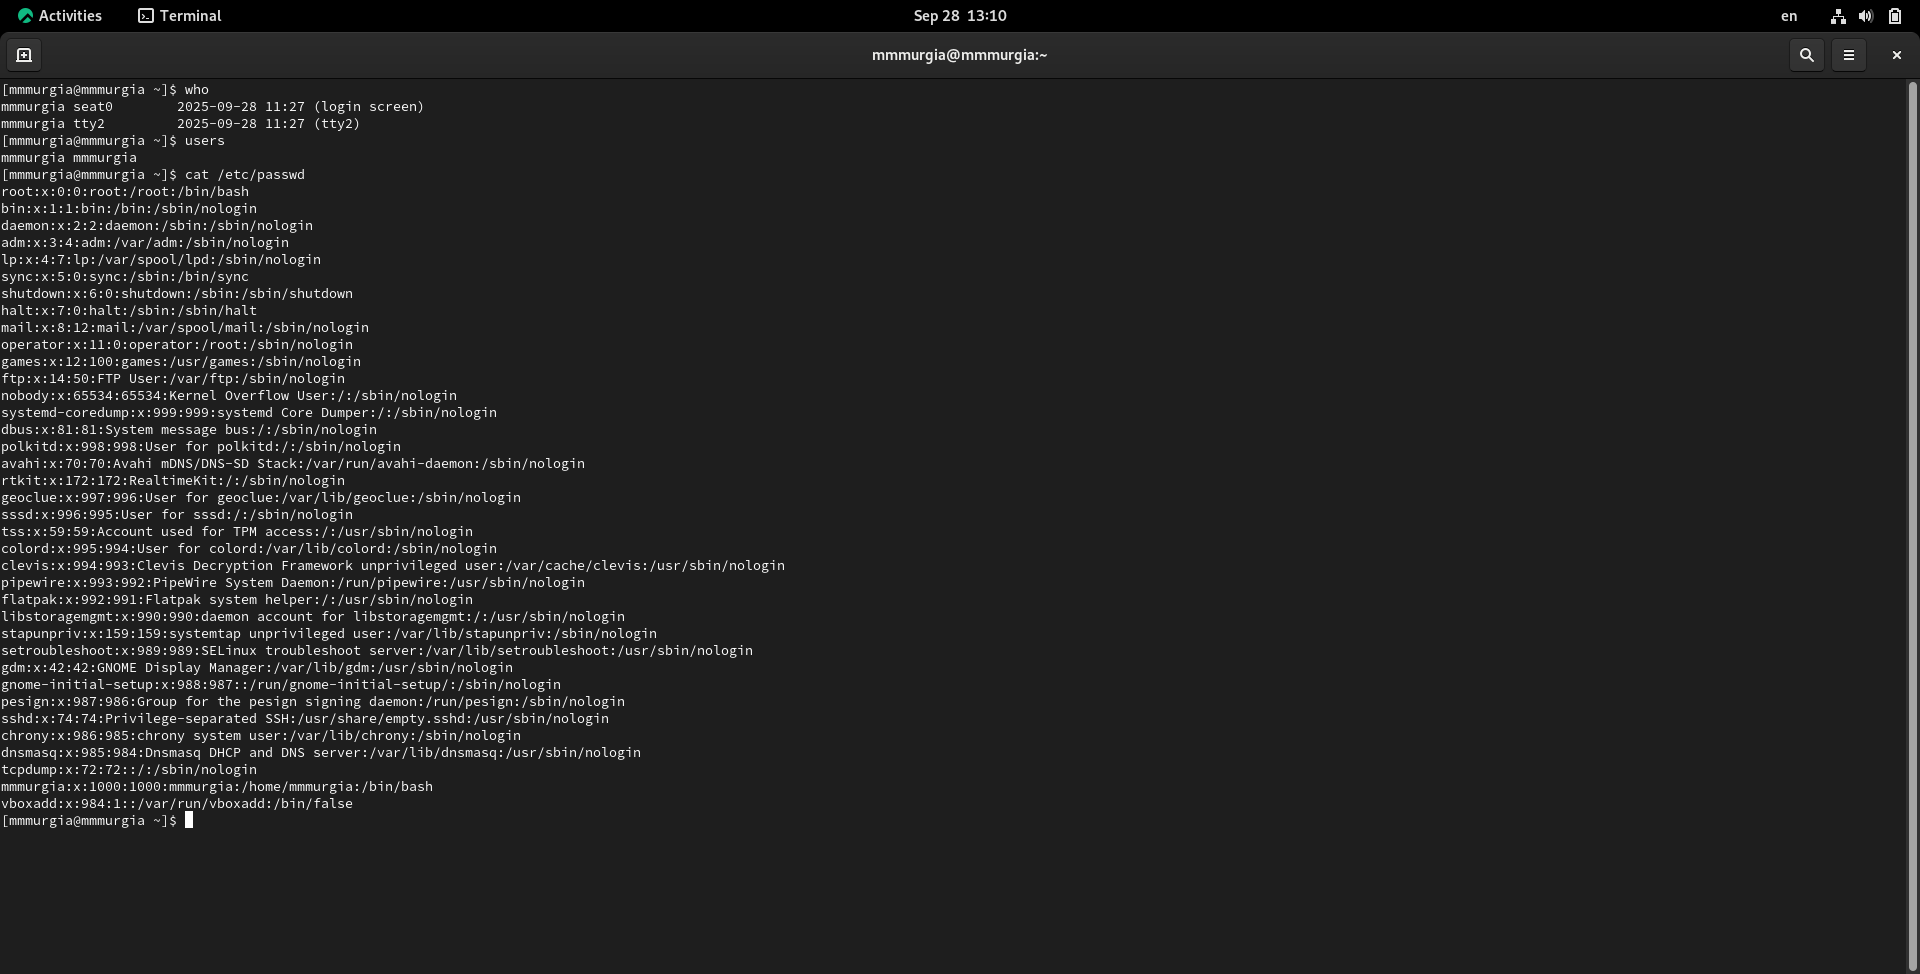 Activities Terminal Sep 28 13:10 en
mmmurgia@mmmurgia:~
[mmmurgia@mmmurgia ~]$ who
mmmurgia seat0        2025-09-28 11:27 (login screen)
mmmurgia tty2         2025-09-28 11:27 (tty2)
[mmmurgia@mmmurgia ~]$ users
mmmurgia mmmurgia
[mmmurgia@mmmurgia ~]$ cat /etc/passwd
root:x:0:0:root:/root:/bin/bash
bin:x:1:1:bin:/bin:/sbin/nologin
daemon:x:2:2:daemon:/sbin:/sbin/nologin
adm:x:3:4:adm:/var/adm:/sbin/nologin
lp:x:4:7:lp:/var/spool/lpd:/sbin/nologin
sync:x:5:0:sync:/sbin:/bin/sync
shutdown:x:6:0:shutdown:/sbin:/sbin/shutdown
halt:x:7:0:halt:/sbin:/sbin/halt
mail:x:8:12:mail:/var/spool/mail:/sbin/nologin
operator:x:11:0:operator:/root:/sbin/nologin
games:x:12:100:games:/usr/games:/sbin/nologin
ftp:x:14:50:FTP User:/var/ftp:/sbin/nologin
nobody:x:65534:65534:Kernel Overflow User:/:/sbin/nologin
systemd-coredump:x:999:999:systemd Core Dumper:/:/sbin/nologin
dbus:x:81:81:System message bus:/:/sbin/nologin
polkitd:x:998:998:User for polkitd:/:/sbin/nologin
avahi:x:70:70:Avahi mDNS/DNS-SD Stack:/var/run/avahi-daemon:/sbin/nologin
rtkit:x:172:172:RealtimeKit:/:/sbin/nologin
geoclue:x:997:996:User for geoclue:/var/lib/geoclue:/sbin/nologin
sssd:x:996:995:User for sssd:/:/sbin/nologin
tss:x:59:59:Account used for TPM access:/:/usr/sbin/nologin
colord:x:995:994:User for colord:/var/lib/colord:/sbin/nologin
clevis:x:994:993:Clevis Decryption Framework unprivileged user:/var/cache/clevis:/usr/sbin/nologin
pipewire:x:993:992:PipeWire System Daemon:/run/pipewire:/usr/sbin/nologin
flatpak:x:992:991:Flatpak system helper:/:/usr/sbin/nologin
libstoragemgmt:x:990:990:daemon account for libstoragemgmt:/:/usr/sbin/nologin
stapunpriv:x:159:159:systemtap unprivileged user:/var/lib/stapunpriv:/sbin/nologin
setroubleshoot:x:989:989:SELinux troubleshoot server:/var/lib/setroubleshoot:/usr/sbin/nologin
gdm:x:42:42:GNOME Display Manager:/var/lib/gdm:/usr/sbin/nologin
gnome-initial-setup:x:988:987::/run/gnome-initial-setup/:/sbin/nologin
pesign:x:987:986:Group for the pesign signing daemon:/run/pesign:/sbin/nologin
sshd:x:74:74:Privilege-separated SSH:/usr/share/empty.sshd:/usr/sbin/nologin
chrony:x:986:985:chrony system user:/var/lib/chrony:/sbin/nologin
dnsmasq:x:985:984:Dnsmasq DHCP and DNS server:/var/lib/dnsmasq:/usr/sbin/nologin
tcpdump:x:72:72::/:/sbin/nologin
mmmurgia:x:1000:1000:mmmurgia:/home/mmmurgia:/bin/bash
vboxadd:x:984:1::/var/run/vboxadd:/bin/false
[mmmurgia@mmmurgia ~]$